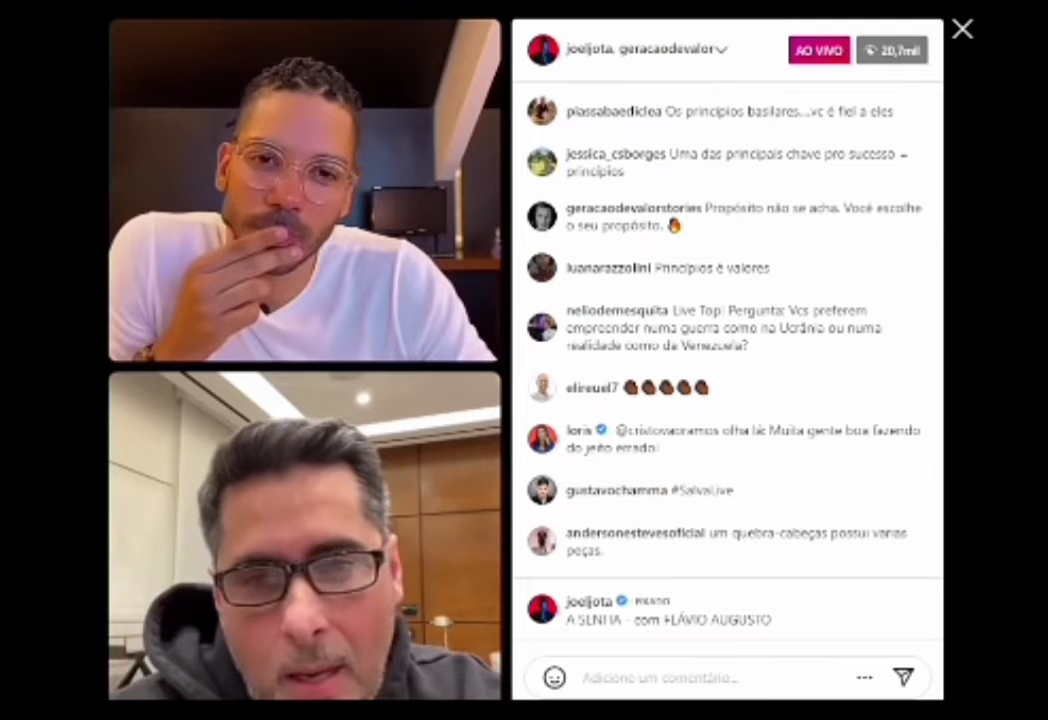 joeljota, geracaodevalor
AO VIVO
20,7mil
piassabaediclea Os princípios basilares...vc é fiel a eles
jessica_csborges Uma das principais chave pro sucesso -
princípios
geracaodevalorstories Propósito não se acha. Você escolhe
o seu propósito. 🔥
luanarazzolini Princípios é valores
neliodemesquita Live Top! Pergunta: Vcs preferem
empreender numa guerra como na Ucrânia ou numa
realidade como da Venezuela?
elireuel7 👏🏿👏🏿👏🏿👏🏿👏🏿
loris @cristovaoramos olha lá: Muita gente boa fazendo
do jeito errado!
gustavochamma #SalvaLive
andersonestevesoficial um quebra-cabeças possui varias
peças.
joeljota · FIXADO
A SENHA - com FLÁVIO AUGUSTO
Adicione um comentário...